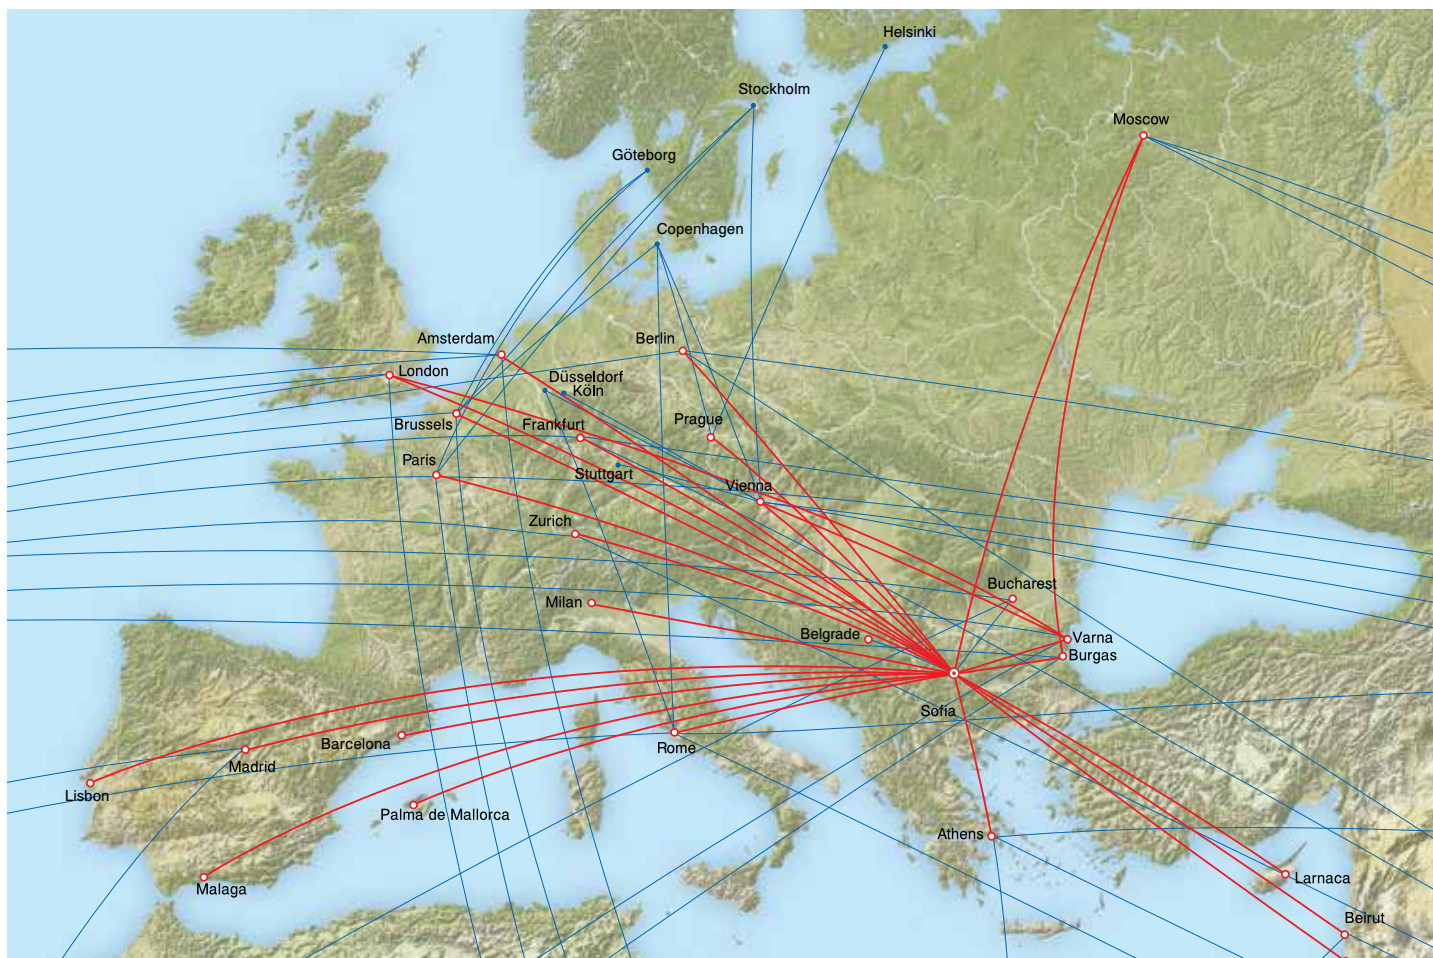 Helsinki
Stockholm
Moscow
Göteborg
Copenhagen
Amsterdam
Berlin
London
Düsseldorf
Köln
Brussels
Frankfurt
Prague
Paris
Stuttgart
Vienna
Zurich
Bucharest
Milan
Belgrade
Varna
Burgas
Sofia
Barcelona
Rome
Madrid
Lisbon
Palma de Mallorca
Athens
Malaga
Larnaca
Beirut